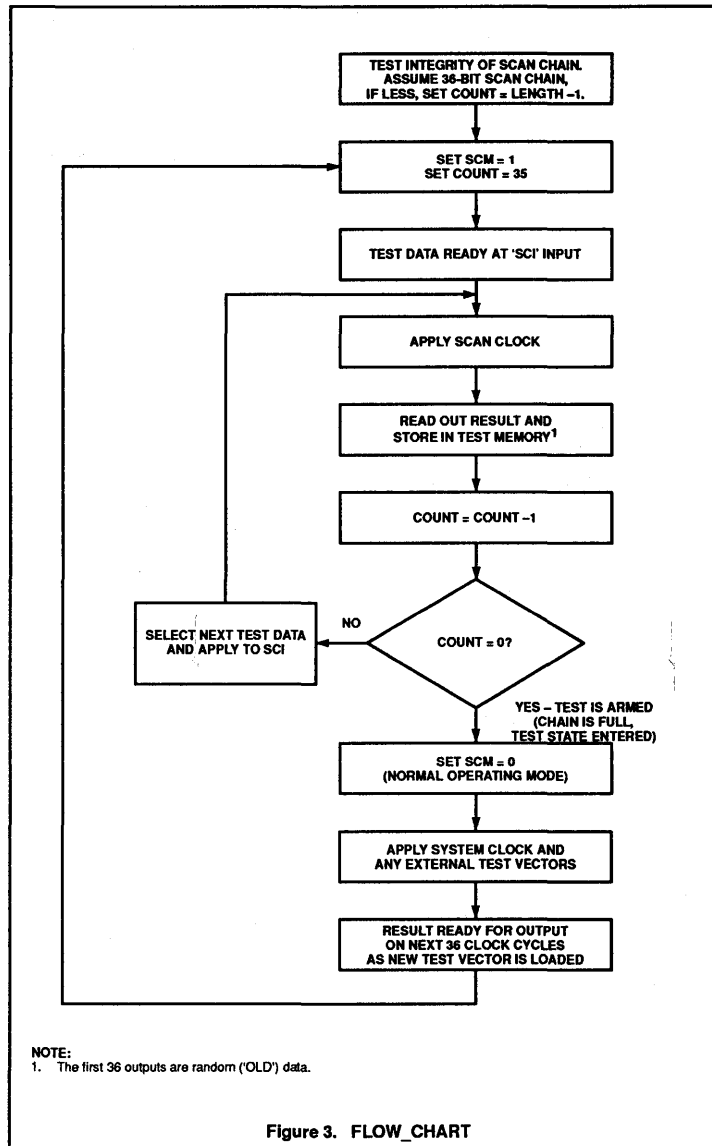 TEST INTEGRITY OF SCAN CHAIN.
ASSUME 36-BIT SCAN CHAIN,
IF LESS, SET COUNT = LENGTH –1.
SET SCM = 1
SET COUNT = 35
TEST DATA READY AT ‘SCI’ INPUT
APPLY SCAN CLOCK
READ OUT RESULT AND
STORE IN TEST MEMORY1
COUNT = COUNT –1
SELECT NEXT TEST DATA
AND APPLY TO SCI
NO
COUNT = 0?
YES – TEST IS ARMED
(CHAIN IS FULL,
TEST STATE ENTERED)
SET SCM = 0
(NORMAL OPERATING MODE)
APPLY SYSTEM CLOCK AND
ANY EXTERNAL TEST VECTORS
RESULT READY FOR OUTPUT
ON NEXT 36 CLOCK CYCLES
AS NEW TEST VECTOR IS LOADED
NOTE:
1. The first 36 outputs are random (‘OLD’) data.
Figure 3. FLOW_CHART